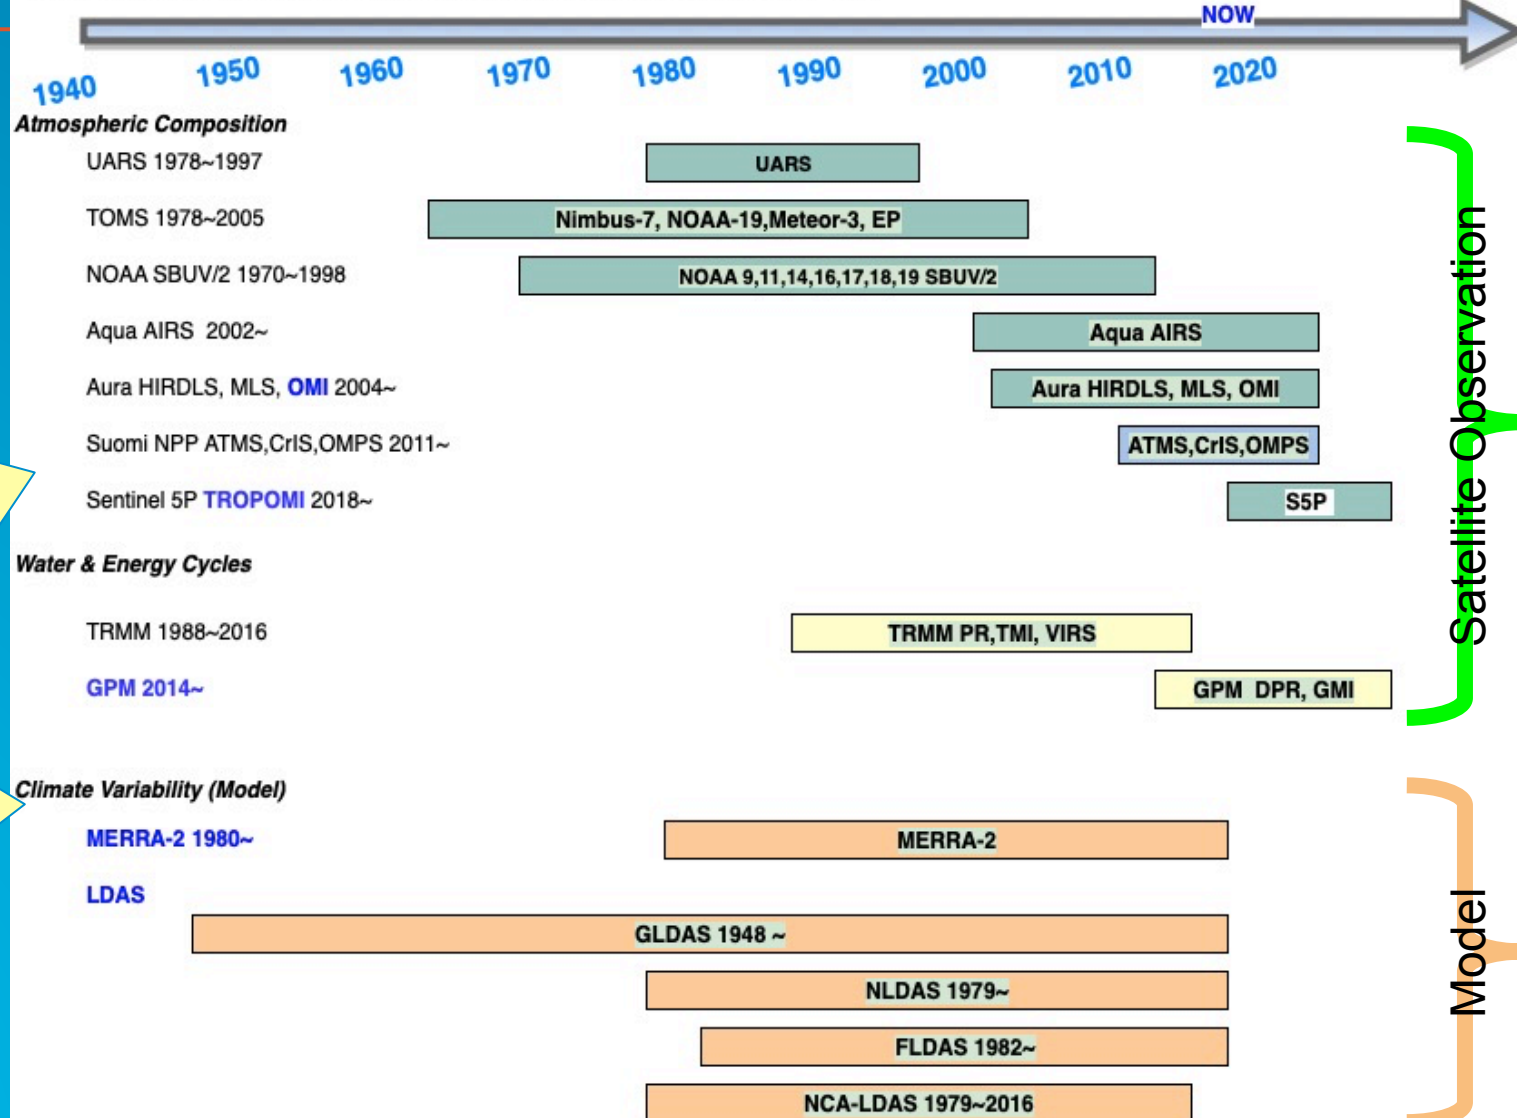 NOW
1940 1950 1960 1970 1980 1990 2000 2010 2020
Atmospheric Composition
UARS 1978~1997 UARS
TOMS 1978~2005 Nimbus-7, NOAA-19,Meteor-3, EP
NOAA SBUV/2 1970~1998 NOAA 9,11,14,16,17,18,19 SBUV/2
Aqua AIRS 2002~ Aqua AIRS
Aura HIRDLS, MLS, OMI 2004~ Aura HIRDLS, MLS, OMI
Suomi NPP ATMS,CrIS,OMPS 2011~ ATMS,CrIS,OMPS
Sentinel 5P TROPOMI 2018~ S5P
Satellite Observation
Water & Energy Cycles
TRMM 1988~2016 TRMM PR,TMI, VIRS
GPM 2014~ GPM DPR, GMI
Climate Variability (Model)
MERRA-2 1980~ MERRA-2
LDAS
GLDAS 1948 ~
NLDAS 1979~
FLDAS 1982~
NCA-LDAS 1979~2016
Model